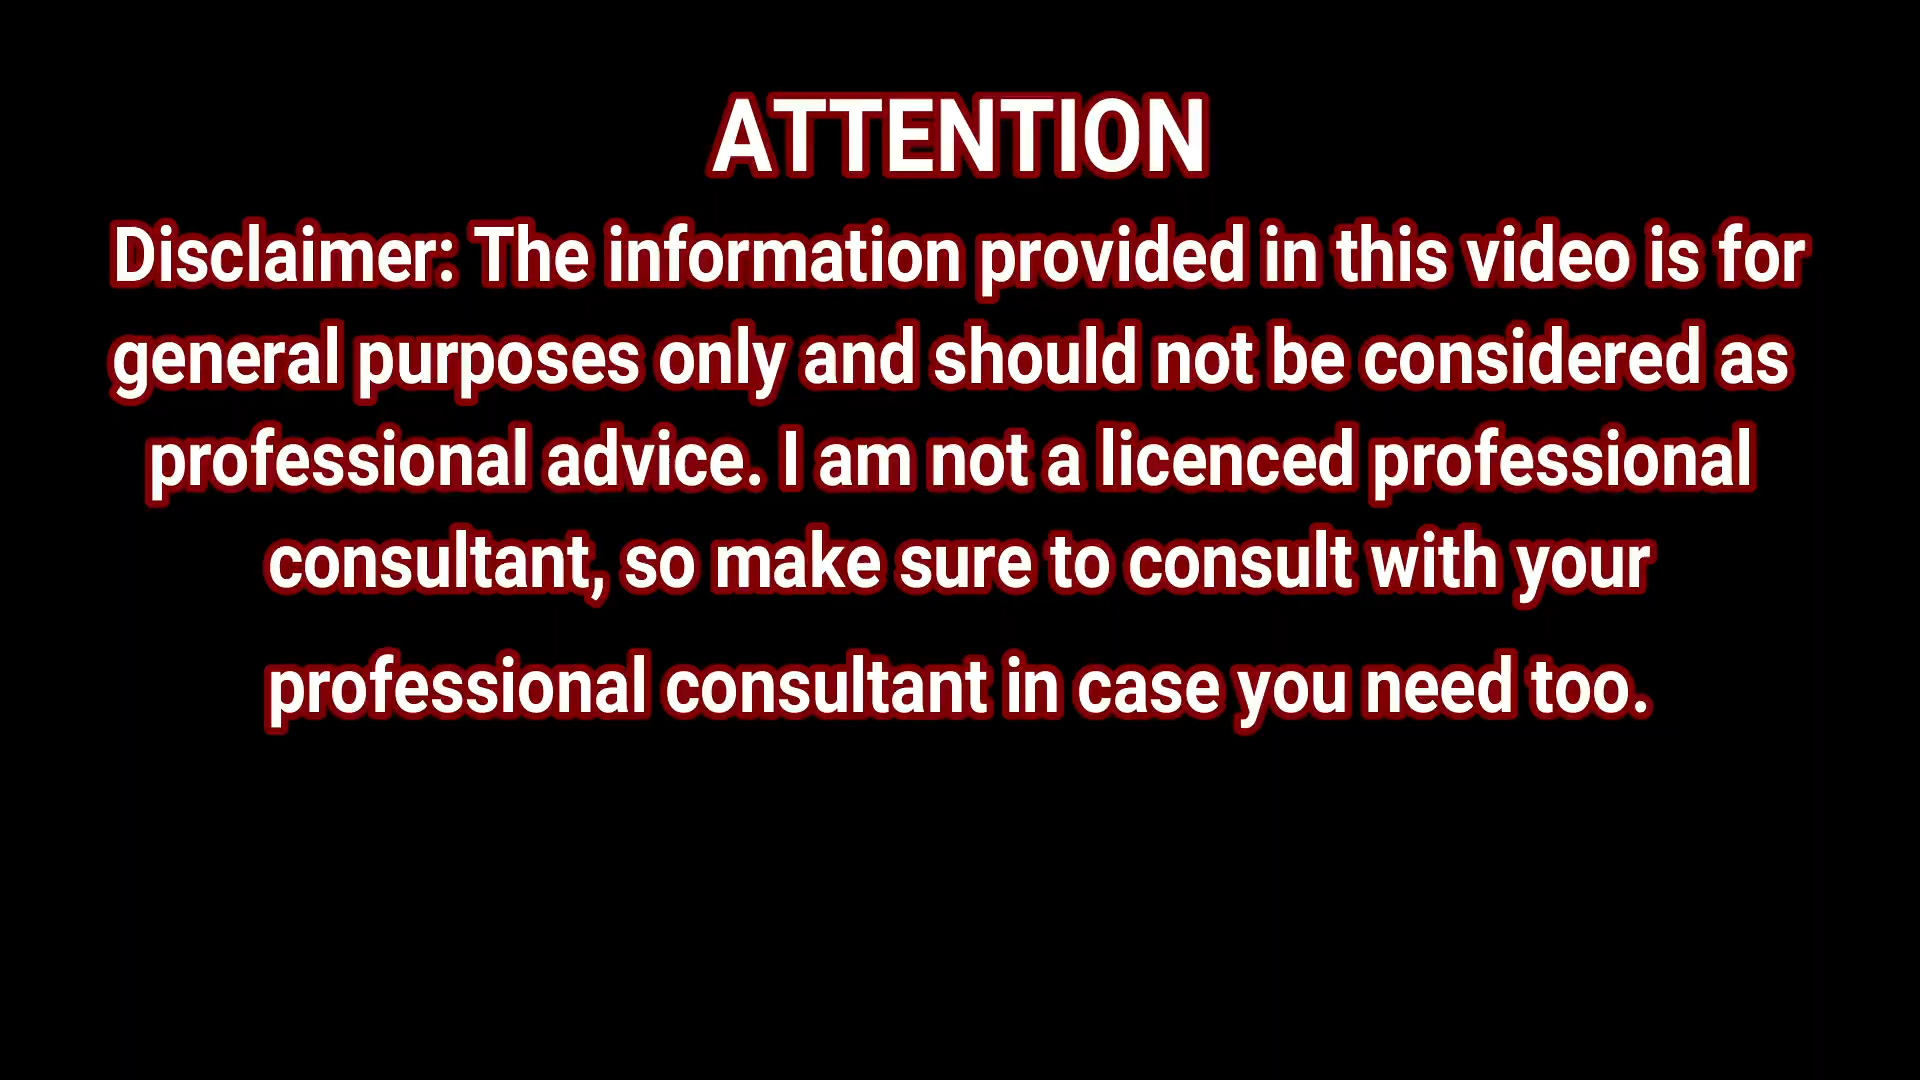 ATTENTION
Disclaimer: The information provided in this video is for
general purposes only and should not be considered as
professional advice. I am not a licenced professional
consultant, so make sure to consult with your
professional consultant in case you need too.